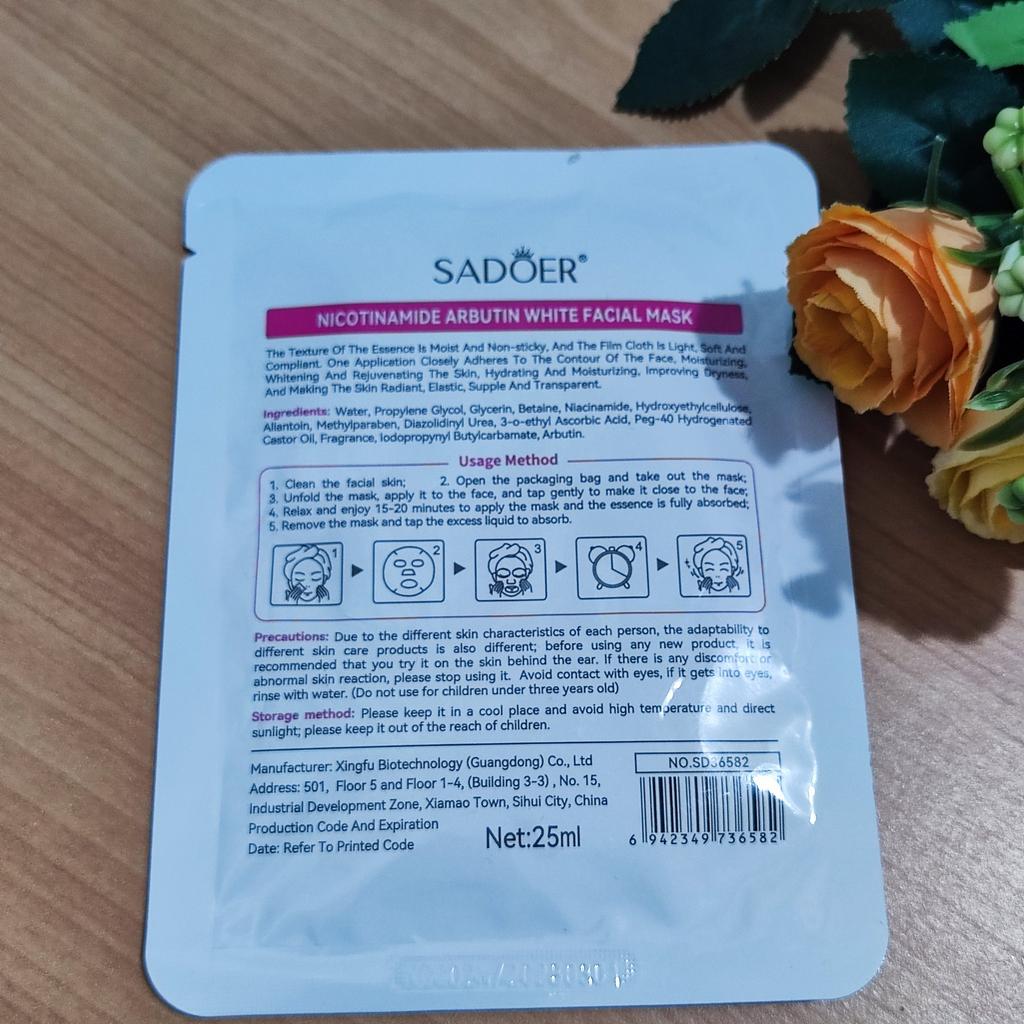 SADOER®
NICOTINAMIDE ARBUTIN WHITE FACIAL MASK
The Texture Of The Essence Is Moist And Non-sticky, And The Film Cloth Is Light, Soft And
Compliant. One Application Closely Adheres To The Contour Of The Face, Moisturizing,
Whitening And Rejuvenating The Skin, Hydrating And Moisturizing, Improving Dryness,
And Making The Skin Radiant, Elastic, Supple And Transparent.
Ingredients: Water, Propylene Glycol, Glycerin, Betaine, Niacinamide, Hydroxyethylcellulose,
Allantoin, Methylparaben, Diazolidinyl Urea, 3-o-ethyl Ascorbic Acid, Peg-40 Hydrogenated
Castor Oil, Fragrance, Iodopropynyl Butylcarbamate, Arbutin.
Usage Method
1. Clean the facial skin; 2. Open the packaging bag and take out the mask;
3. Unfold the mask, apply it to the face, and tap gently to make it close to the face;
4. Relax and enjoy 15-20 minutes to apply the mask and the essence is fully absorbed;
5. Remove the mask and tap the excess liquid to absorb.
1 2 3 4 5
Precautions: Due to the different skin characteristics of each person, the adaptability to
different skin care products is also different; before using any new product, it is
recommended that you try it on the skin behind the ear. If there is any discomfort or
abnormal skin reaction, please stop using it. Avoid contact with eyes, if it gets into eyes,
rinse with water. (Do not use for children under three years old)
Storage method: Please keep it in a cool place and avoid high temperature and direct
sunlight; please keep it out of the reach of children.
Manufacturer: Xingfu Biotechnology (Guangdong) Co., Ltd
Address: 501, Floor 5 and Floor 1-4, (Building 3-3) , No. 15,
Industrial Development Zone, Xiamao Town, Sihui City, China
Production Code And Expiration
Date: Refer To Printed Code
Net:25ml
NO.SD36582
6 942349 736582